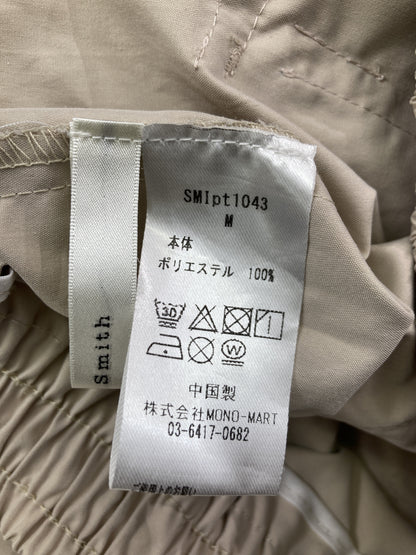 SMIpt1043
M
本体
ポリエステル 100%
30
W
中国製
株式会社MONO-MART
03-6417-0682
Smith